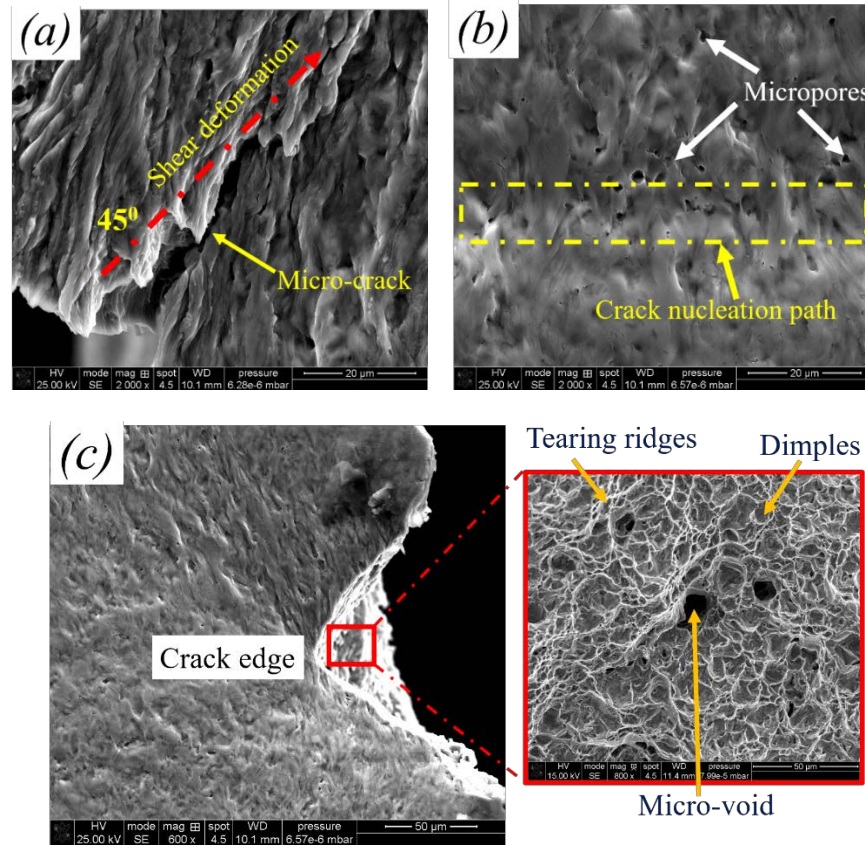 (a)
Shear deformation
45⁰
Micro-crack
HV mode mag ⊞ spot WD pressure 20 µm
25.00 kV SE 2 000 x 4.5 10.1 mm 6.28e-6 mbar
(b)
Micropores
Crack nucleation path
HV mode mag ⊞ spot WD pressure 20 µm
25.00 kV SE 2 000 x 4.5 10.1 mm 6.57e-6 mbar
(c)
Crack edge
HV mode mag ⊞ spot WD pressure 50 µm
25.00 kV SE 600 x 4.5 10.1 mm 6.57e-6 mbar
Tearing ridges
Dimples
HV mode mag ⊞ spot WD pressure 50 µm
15.00 kV SE 800 x 4.5 11.4 mm 7.99e-5 mbar
Micro-void